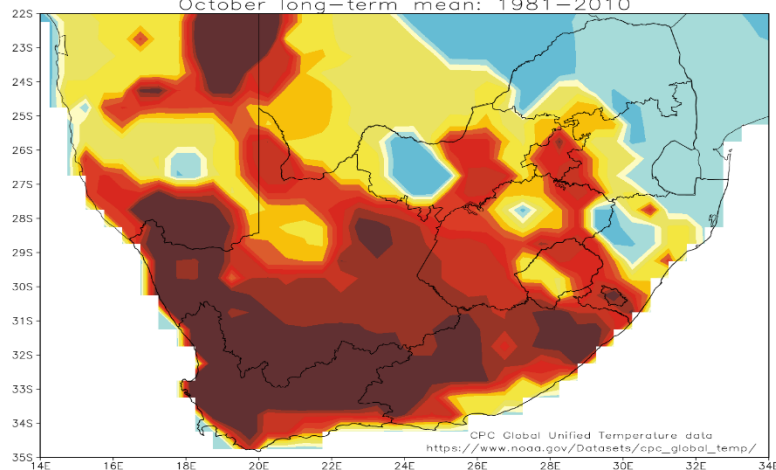 October long-term mean: 1981-2010
22S
23S
24S
25S
26S
27S
28S
29S
30S
31S
32S
33S
34S
35S
CPC Global Unified Temperature data
https://www.noaa.gov/Datasets/cpc_global_temp/
14E 16E 18E 20E 22E 24E 26E 28E 30E 32E 34E